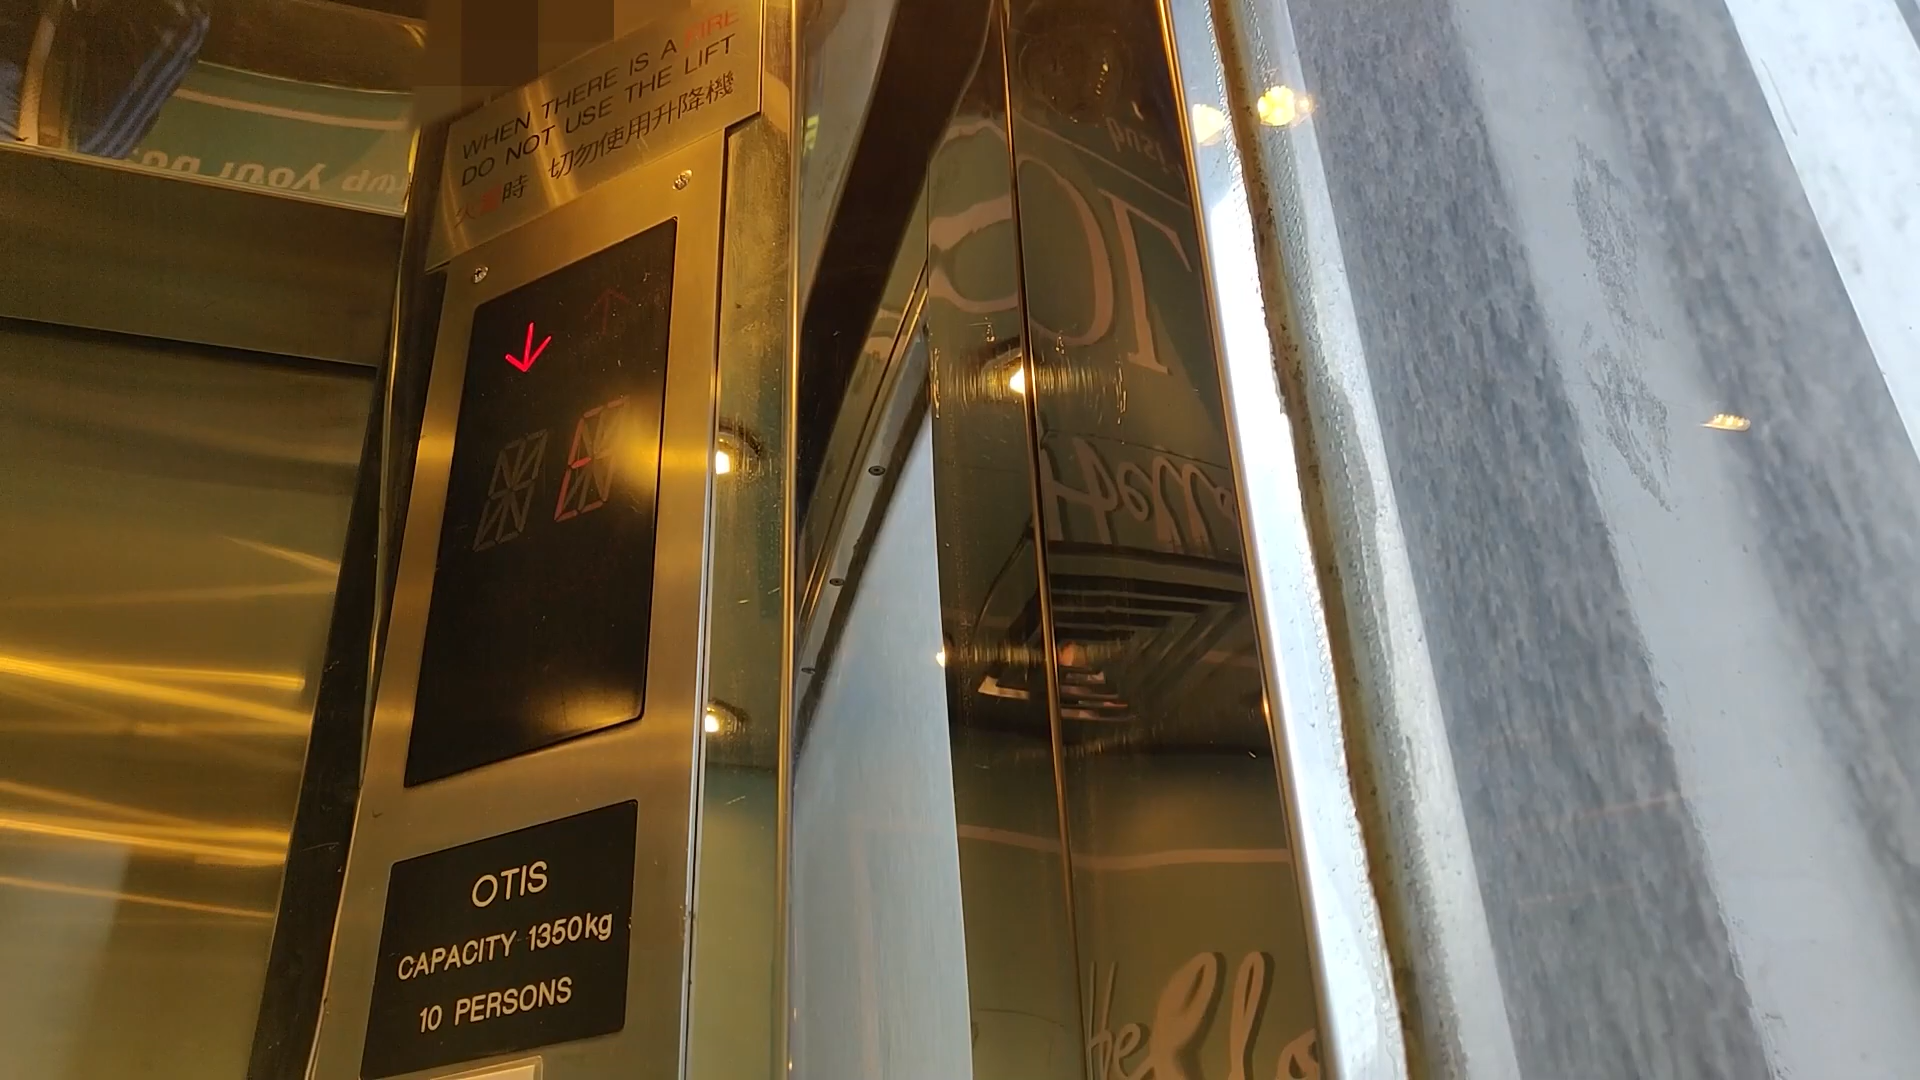 WHEN THERE IS A FIRE
DO NOT USE THE LIFT
火警時 切勿使用升降機
OTIS
CAPACITY 1350kg
10 PERSONS
Hello